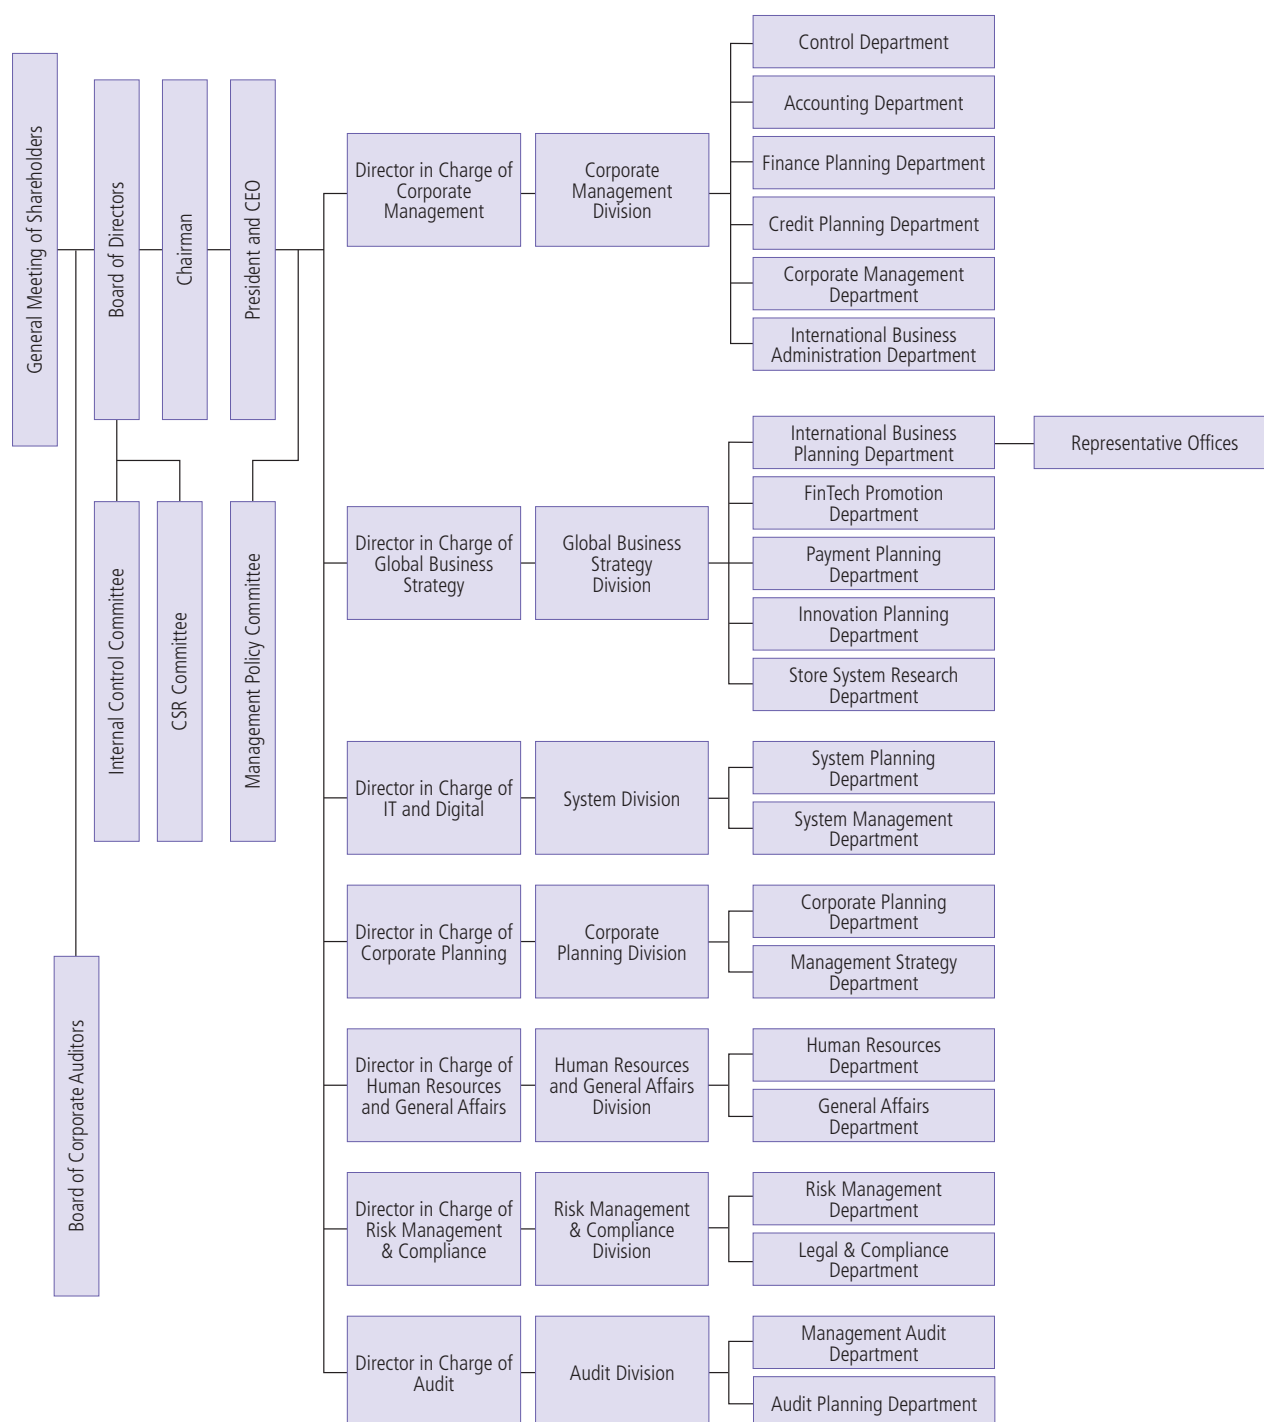 General Meeting of Shareholders
Board of Directors
Chairman
President and CEO
Internal Control Committee
CSR Committee
Management Policy Committee
Board of Corporate Auditors
Director in Charge of
Corporate
Management
Corporate
Management
Division
Control Department
Accounting Department
Finance Planning Department
Credit Planning Department
Corporate Management
Department
International Business
Administration Department
Director in Charge of
Global Business
Strategy
Global Business
Strategy
Division
International Business
Planning Department
Representative Offices
FinTech Promotion
Department
Payment Planning
Department
Innovation Planning
Department
Store System Research
Department
Director in Charge of
IT and Digital
System Division
System Planning
Department
System Management
Department
Director in Charge of
Corporate Planning
Corporate
Planning Division
Corporate Planning
Department
Management Strategy
Department
Director in Charge of
Human Resources
and General Affairs
Human Resources
and General Affairs
Division
Human Resources
Department
General Affairs
Department
Director in Charge of
Risk Management
& Compliance
Risk Management
& Compliance
Division
Risk Management
Department
Legal & Compliance
Department
Director in Charge of
Audit
Audit Division
Management Audit
Department
Audit Planning Department